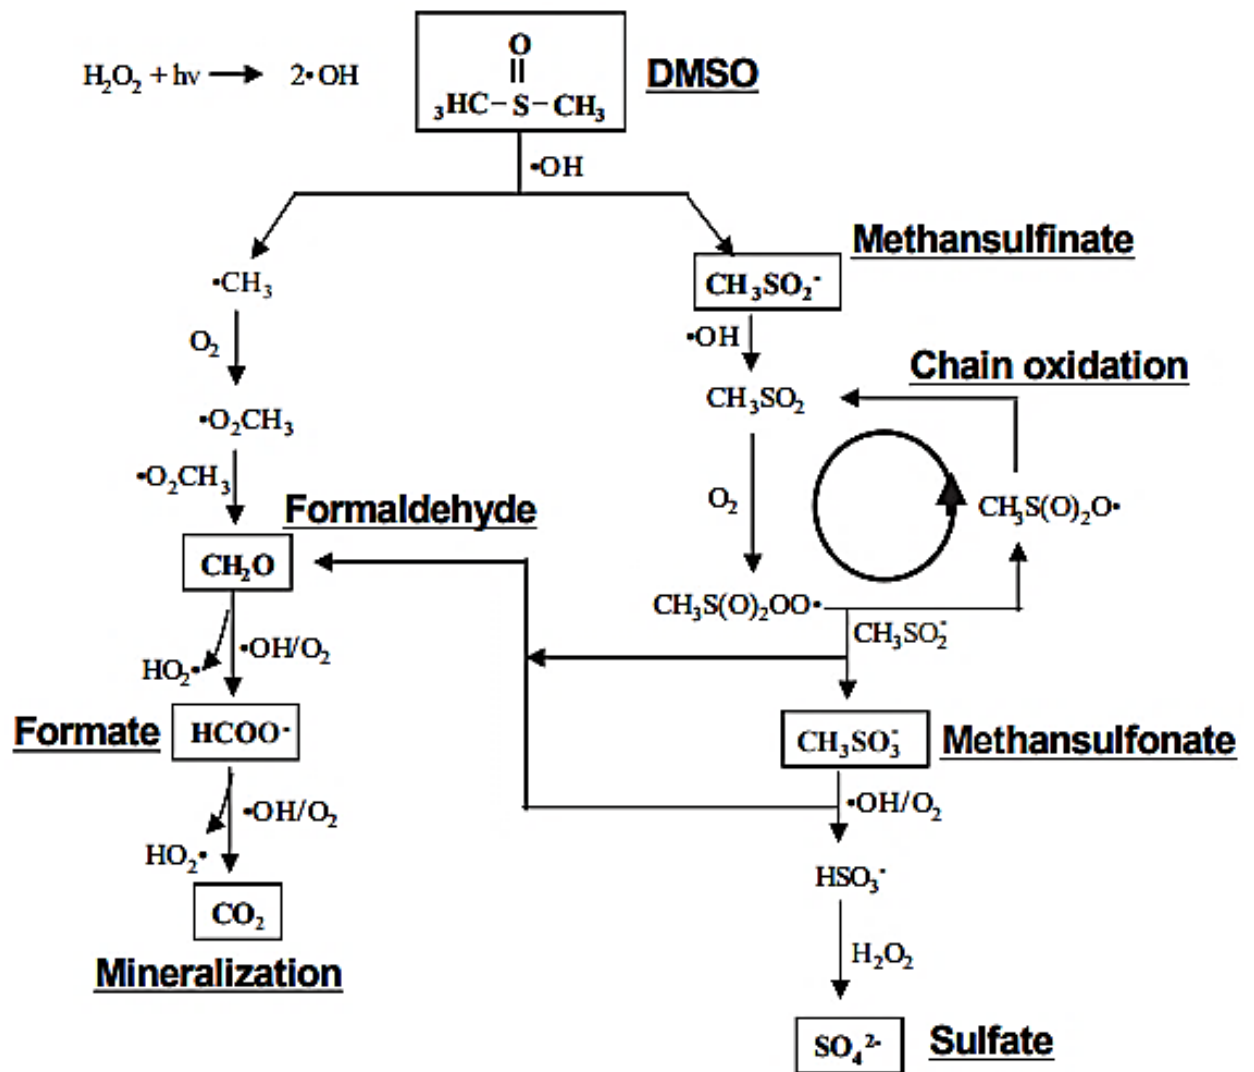 O
H₂O₂ + hν 2•OH
₃HC–S–CH₃
DMSO
•OH
Methansulfinate
•CH₃
CH₃SO₂⁻
O₂
•OH
Chain oxidation
CH₃SO₂
•O₂CH₃
•O₂CH₃
O₂
CH₃S(O)₂O•
Formaldehyde
CH₂O
CH₃S(O)₂OO•
CH₃SO₂⁻
•OH/O₂
HO₂•
Formate
HCOO⁻
CH₃SO₃⁻
Methansulfonate
•OH/O₂
•OH/O₂
HO₂•
HSO₃⁻
CO₂
H₂O₂
Mineralization
SO₄²⁻
Sulfate